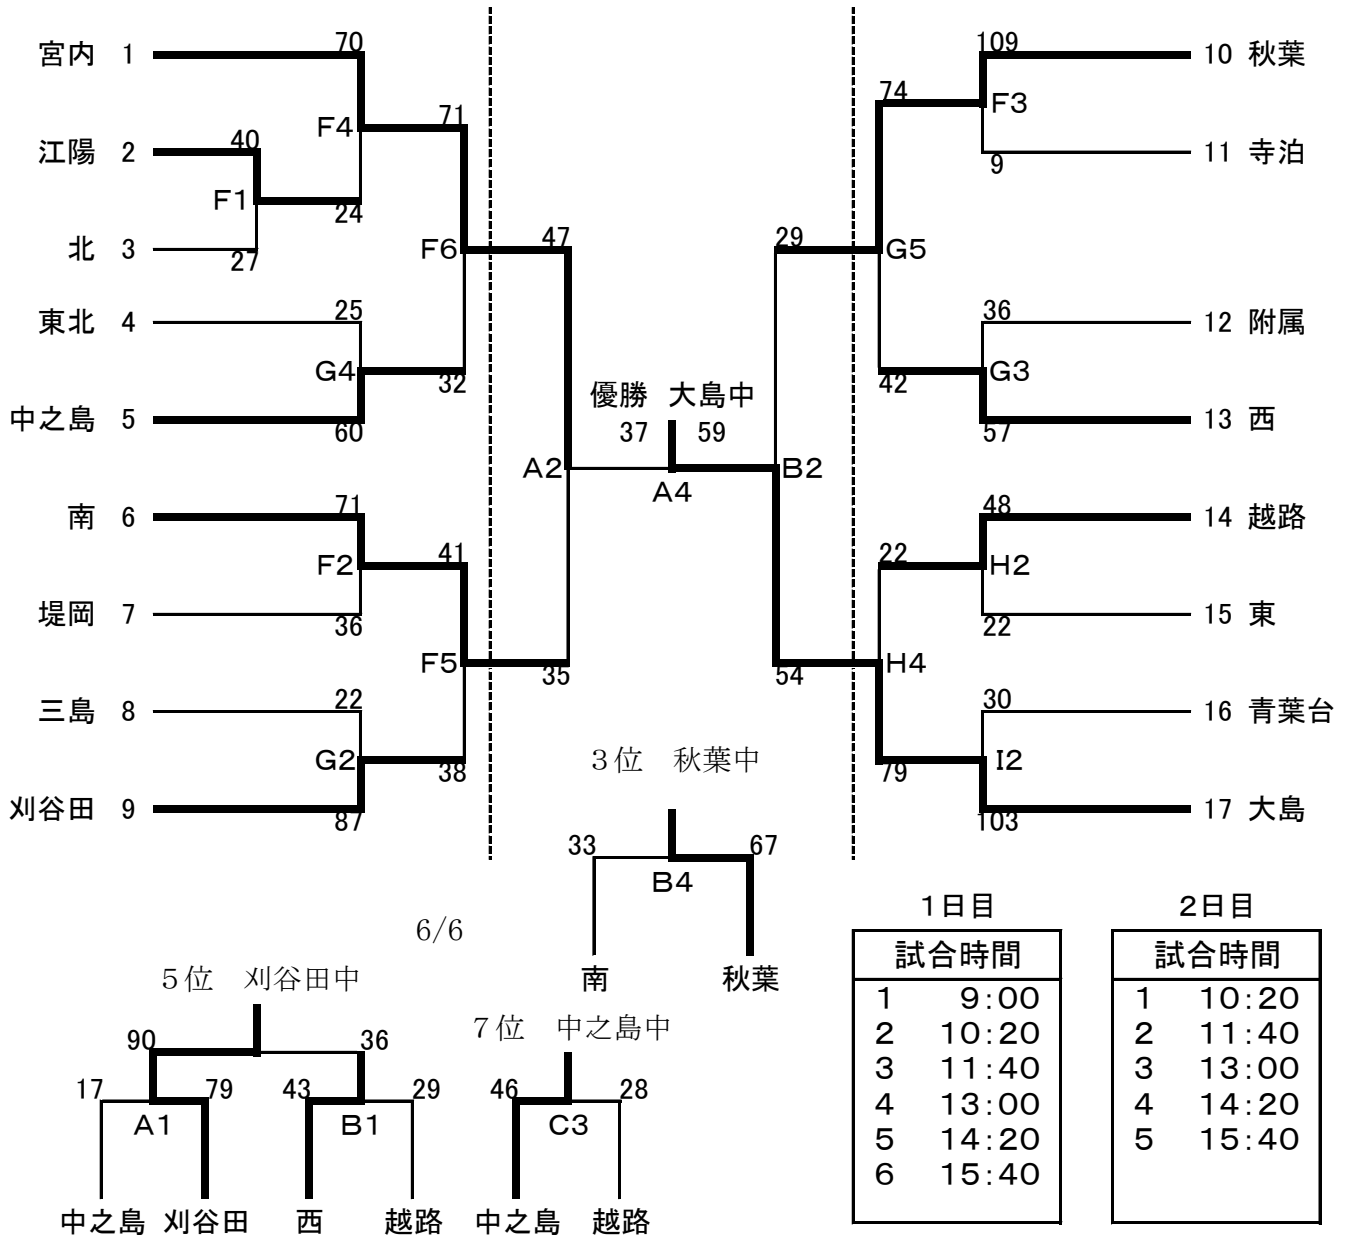 宮内 1
70
109
10 秋葉
71
74
F3
F4
江陽 2
40
11 寺泊
9
F1
24
北 3
27
F6
47
29
G5
東北 4
25
36
12 附属
G4
32
42
G3
優勝 大島中
中之島 5
60
37 59
57
13 西
A2
B2
A4
南 6
71
48
14 越路
F2
41
22
H2
堤岡 7
36
22
15 東
F5
35
54
H4
三島 8
22
30
16 青葉台
G2
38
3位 秋葉中
79
I2
刈谷田 9
87
103
17 大島
33
67
B4
南
秋葉
6/6
5位 刈谷田中
90
36
17
79
43
29
A1
B1
中之島
刈谷田
西
越路
7位 中之島中
46
28
C3
中之島
越路
1日目
試合時間
1 9:00
2 10:20
3 11:40
4 13:00
5 14:20
6 15:40
2日目
試合時間
1 10:20
2 11:40
3 13:00
4 14:20
5 15:40